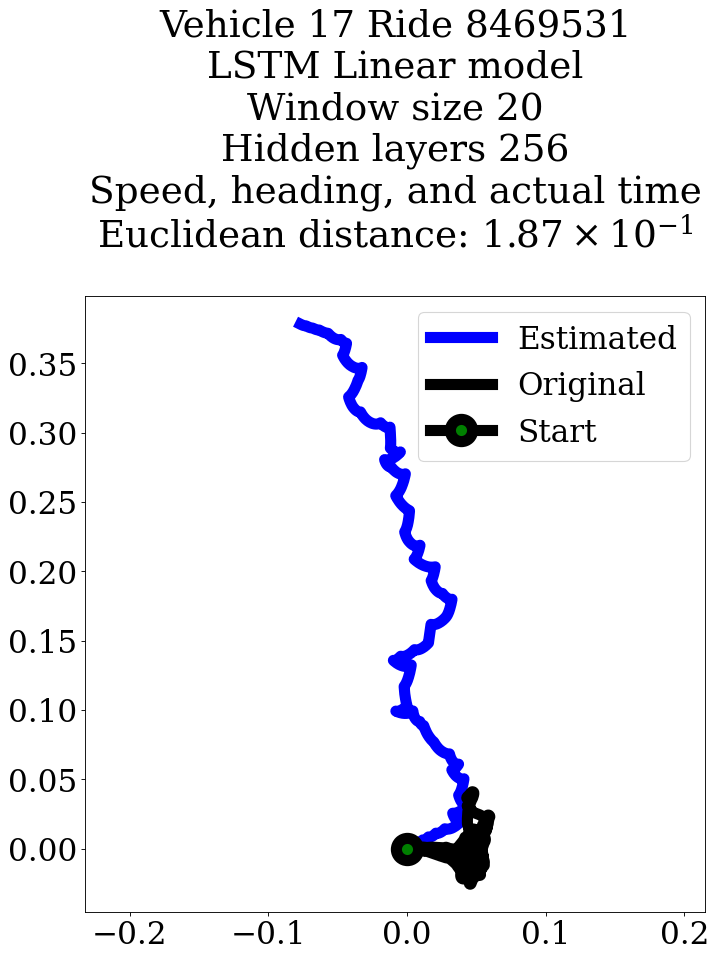 Vehicle 17 Ride 8469531
LSTM Linear model
Window size 20
Hidden layers 256
Speed, heading, and actual time
Euclidean distance: 1.87 × 10⁻¹
Estimated
Original
Start
0.35
0.30
0.25
0.20
0.15
0.10
0.05
0.00
−0.2 −0.1 0.0 0.1 0.2